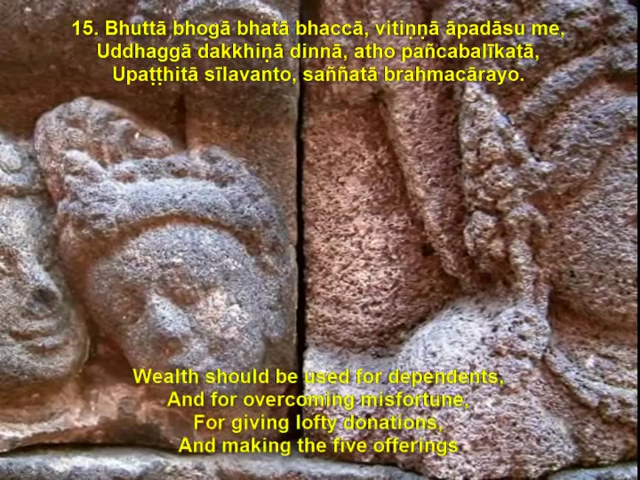 15. Bhuttā bhogā bhatā bhaccā, vitiṇṇā āpadāsu me,
Uddhaggā dakkhiṇā dinnā, atho pañcabalīkatā,
Upaṭṭhitā sīlavanto, saññatā brahmacārayo.
Wealth should be used for dependents,
And for overcoming misfortune,
For giving lofty donations,
And making the five offerings